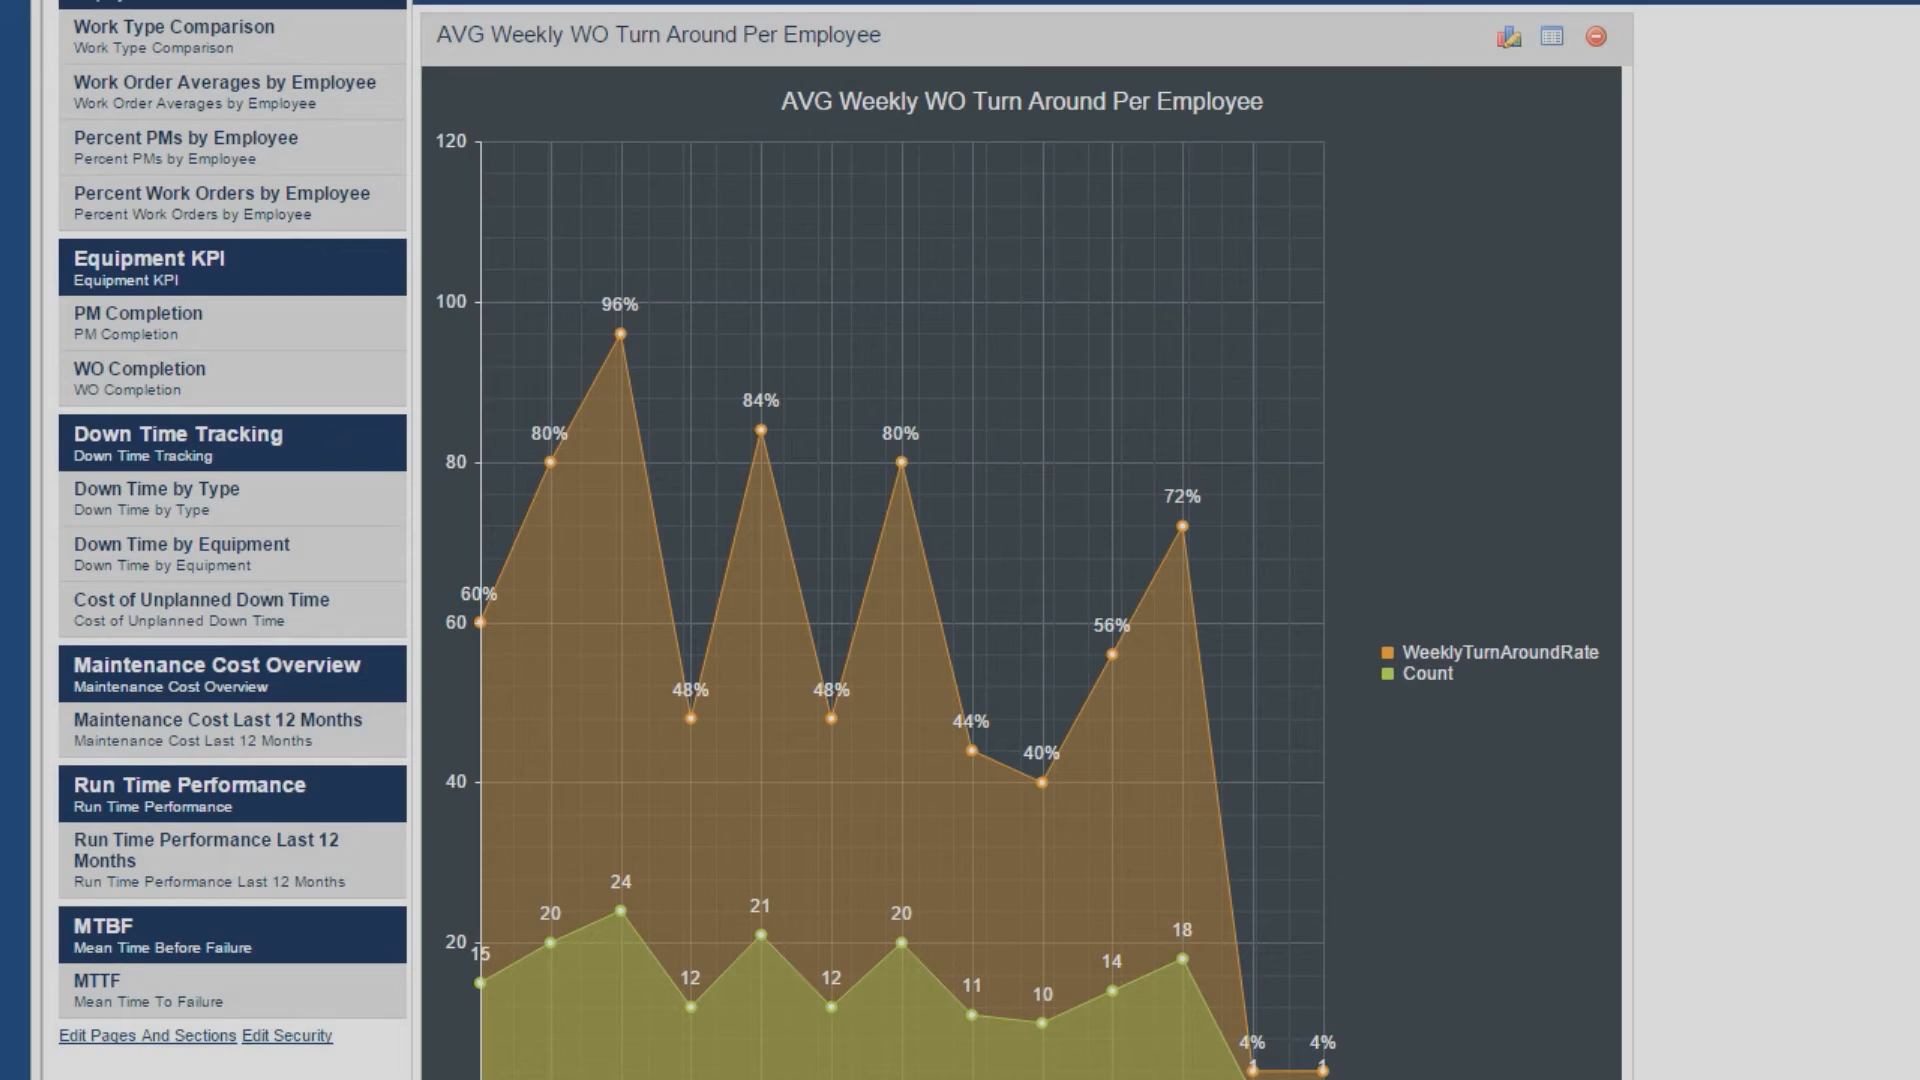 Work Type Comparison
Work Type Comparison
Work Order Averages by Employee
Work Order Averages by Employee
Percent PMs by Employee
Percent PMs by Employee
Percent Work Orders by Employee
Percent Work Orders by Employee
Equipment KPI
Equipment KPI
PM Completion
PM Completion
WO Completion
WO Completion
Down Time Tracking
Down Time Tracking
Down Time by Type
Down Time by Type
Down Time by Equipment
Down Time by Equipment
Cost of Unplanned Down Time
Cost of Unplanned Down Time
Maintenance Cost Overview
Maintenance Cost Overview
Maintenance Cost Last 12 Months
Maintenance Cost Last 12 Months
Run Time Performance
Run Time Performance
Run Time Performance Last 12
Months
Run Time Performance Last 12 Months
MTBF
Mean Time Before Failure
MTTF
Mean Time To Failure
Edit Pages And Sections Edit Security
AVG Weekly WO Turn Around Per Employee
AVG Weekly WO Turn Around Per Employee
120
100
80
60
40
20
60%
80%
96%
48%
84%
48%
80%
44%
40%
56%
72%
4%
4%
15
20
24
12
21
12
20
11
10
14
18
1
1
WeeklyTurnAroundRate
Count